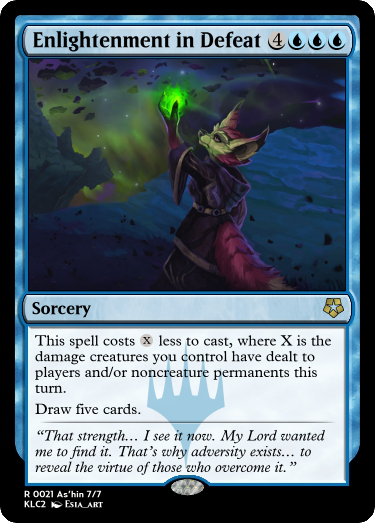 Enlightenment in Defeat 4
Sorcery
This spell costs X less to cast, where X is the
damage creatures you control have dealt to
players and/or noncreature permanents this
turn.
Draw five cards.
“That strength… I see it now. My Lord wanted
me to find it. That’s why adversity exists… to
reveal the virtue of those who overcome it.”
R 0021 As’hin 7/7
KLC2 Esia_art